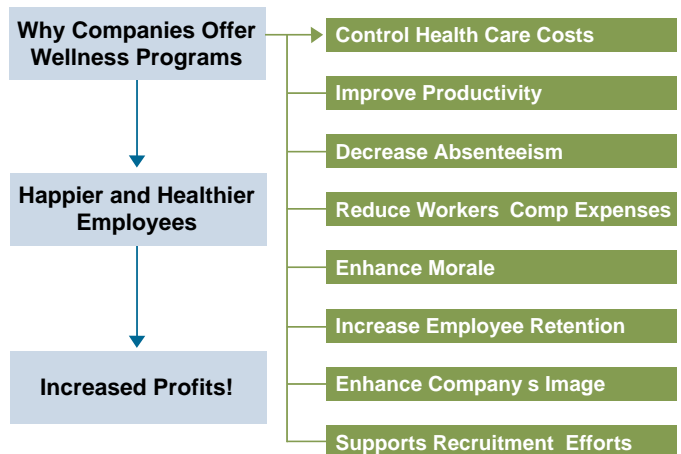 Why Companies Offer
Wellness Programs
Control Health Care Costs
Improve Productivity
Decrease Absenteeism
Happier and Healthier
Employees
Reduce Workers Comp Expenses
Enhance Morale
Increase Employee Retention
Increased Profits!
Enhance Company s Image
Supports Recruitment Efforts